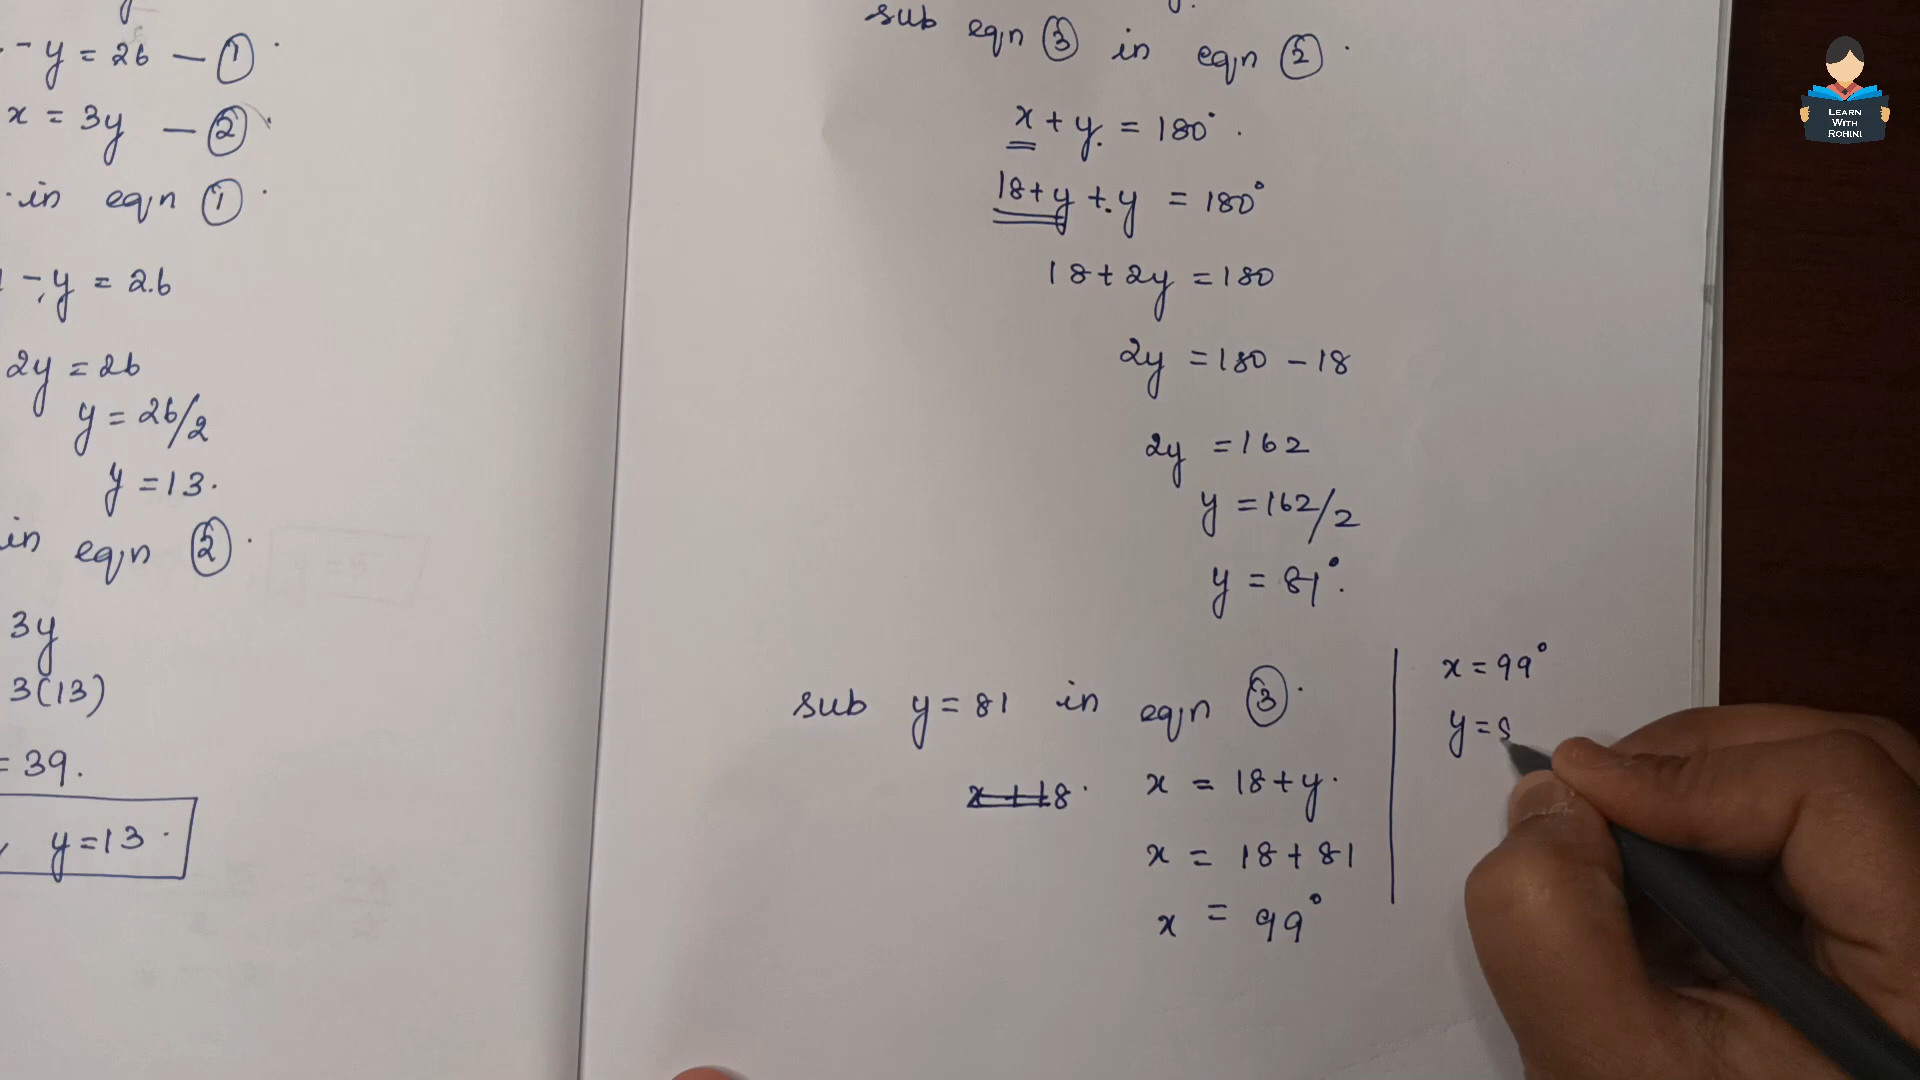 - y = 26 — ①
x = 3y — ②
in eqn ①
- y = 26
2y = 26
y = 26/2
y = 13.
in eqn ②
3y
3(13)
= 39.
, y = 13
sub eqn ③ in eqn ②
x + y = 180°
18 + y + y = 180°
18 + 2y = 180
2y = 180 - 18
2y = 162
y = 162/2
y = 81°
sub y = 81 in eqn ③
x = 18 + y
x = 18 + 81
x = 99°
x = 99°
y =
LEARN
WITH
ROHINI